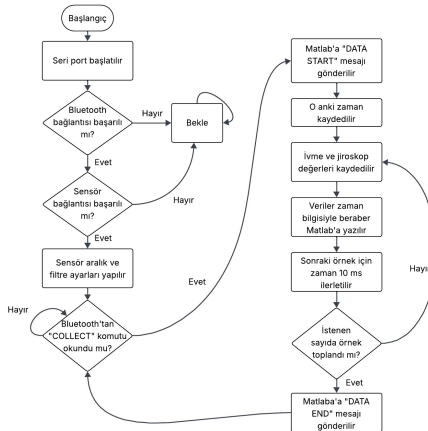 Başlangıç
Seri port başlatılır
Bluetooth
bağlantısı başarılı
mı?
Hayır
Bekle
Evet
Sensör
bağlantısı başarılı
mı?
Hayır
Evet
Sensör aralık ve
filtre ayarları yapılır
Hayır
Bluetooth'tan
"COLLECT" komutu
okundu mu?
Evet
Matlab'a "DATA
START" mesajı
gönderilir
O anki zaman
kaydedilir
İvme ve jiroskop
değerleri kaydedilir
Veriler zaman
bilgisiyle beraber
Matlab'a yazılır
Sonraki örnek için
zaman 10 ms
ilerletilir
Hayır
İstenen
sayıda örnek
toplandı mı?
Evet
Matlaba'a "DATA
END" mesajı
gönderilir